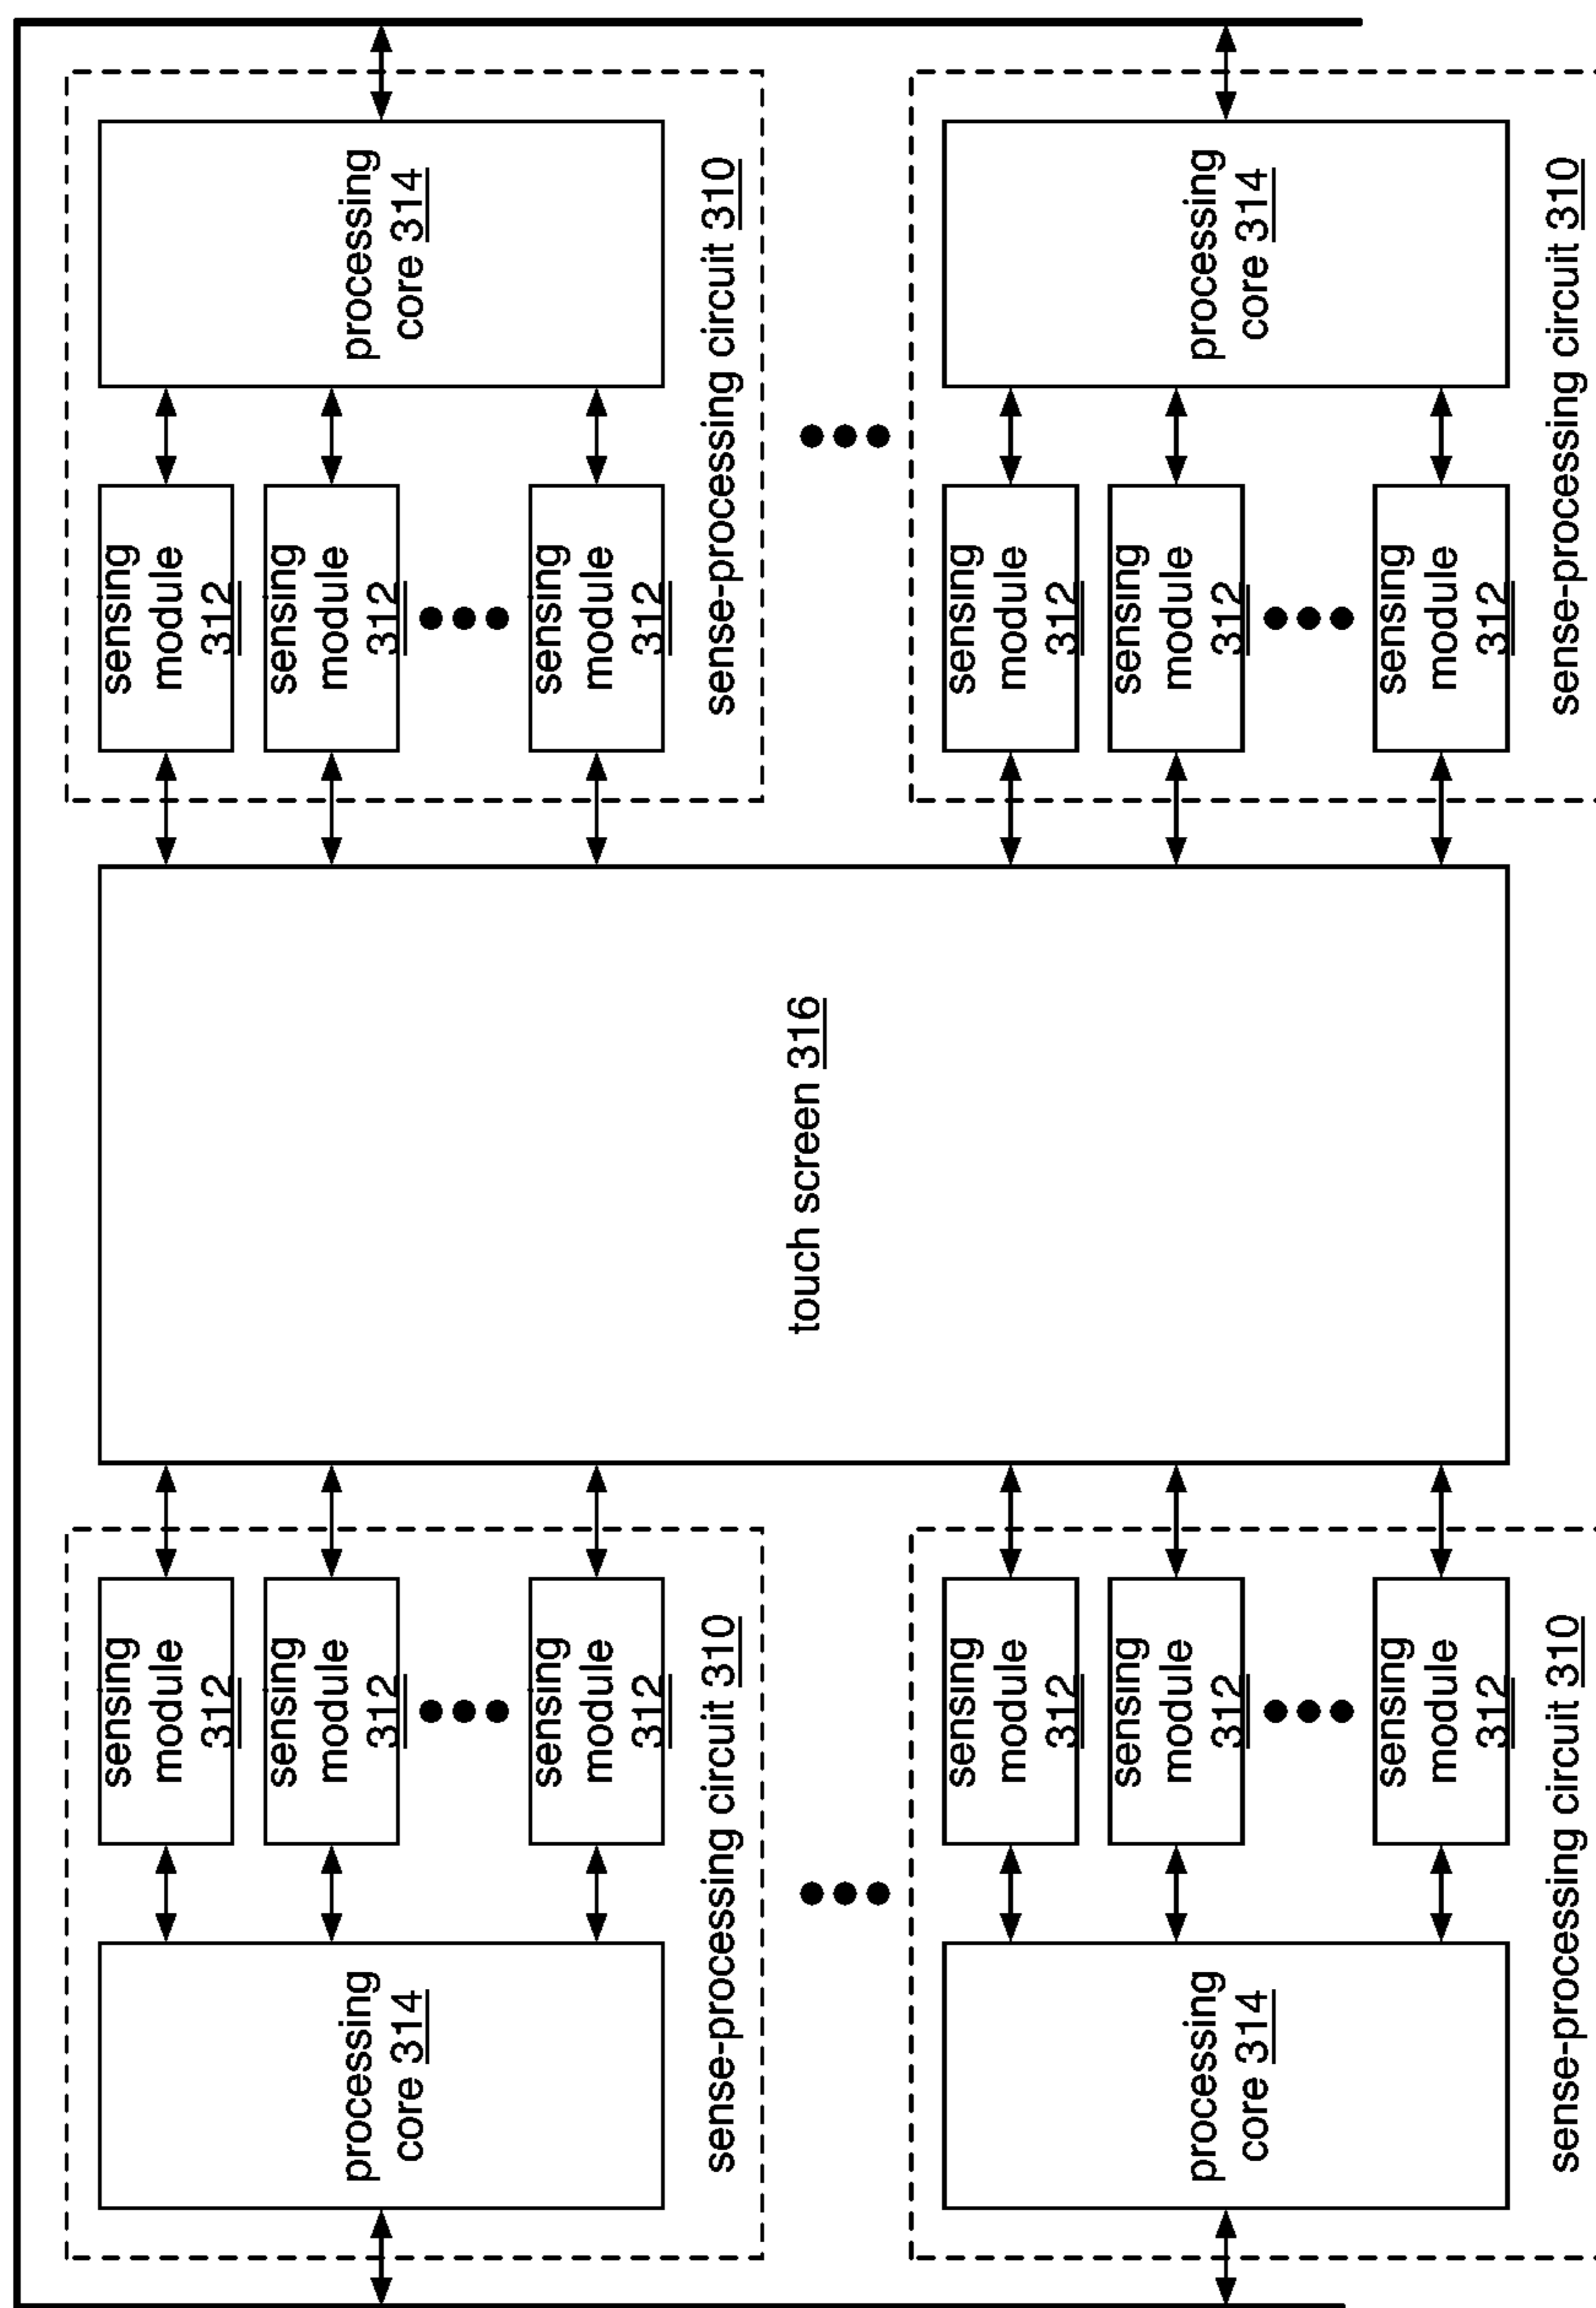 processing
core 314
sensing
module
312
sensing
module
312
sensing
module
312
sense-processing circuit 310
sensing
module
312
sensing
module
312
sensing
module
312
processing
core 314
sense-processing circuit 310
touch screen 316
processing
core 314
sensing
module
312
sensing
module
312
sensing
module
312
sense-processing circuit 310
sensing
module
312
sensing
module
312
sensing
module
312
processing
core 314
sense-processing circuit 310